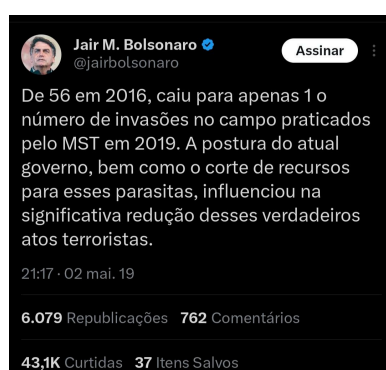 Jair M. Bolsonaro
@jairbolsonaro
Assinar
De 56 em 2016, caiu para apenas 1 o
número de invasões no campo praticados
pelo MST em 2019. A postura do atual
governo, bem como o corte de recursos
para esses parasitas, influenciou na
significativa redução desses verdadeiros
atos terroristas.
21:17 · 02 mai. 19
6.079 Republicações 762 Comentários
43,1K Curtidas 37 Itens Salvos